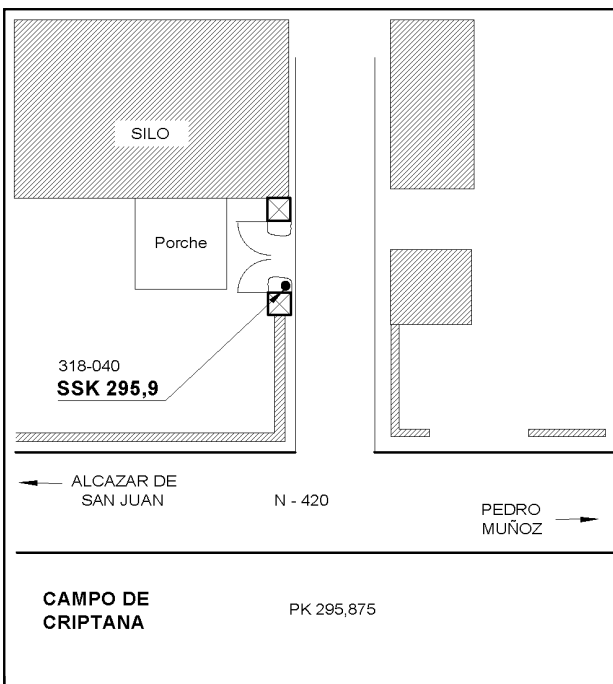 SILO
Porche
318-040
SSK 295,9
ALCAZAR DE
SAN JUAN
N - 420
PEDRO
MUÑOZ
CAMPO DE
CRIPTANA
PK 295,875